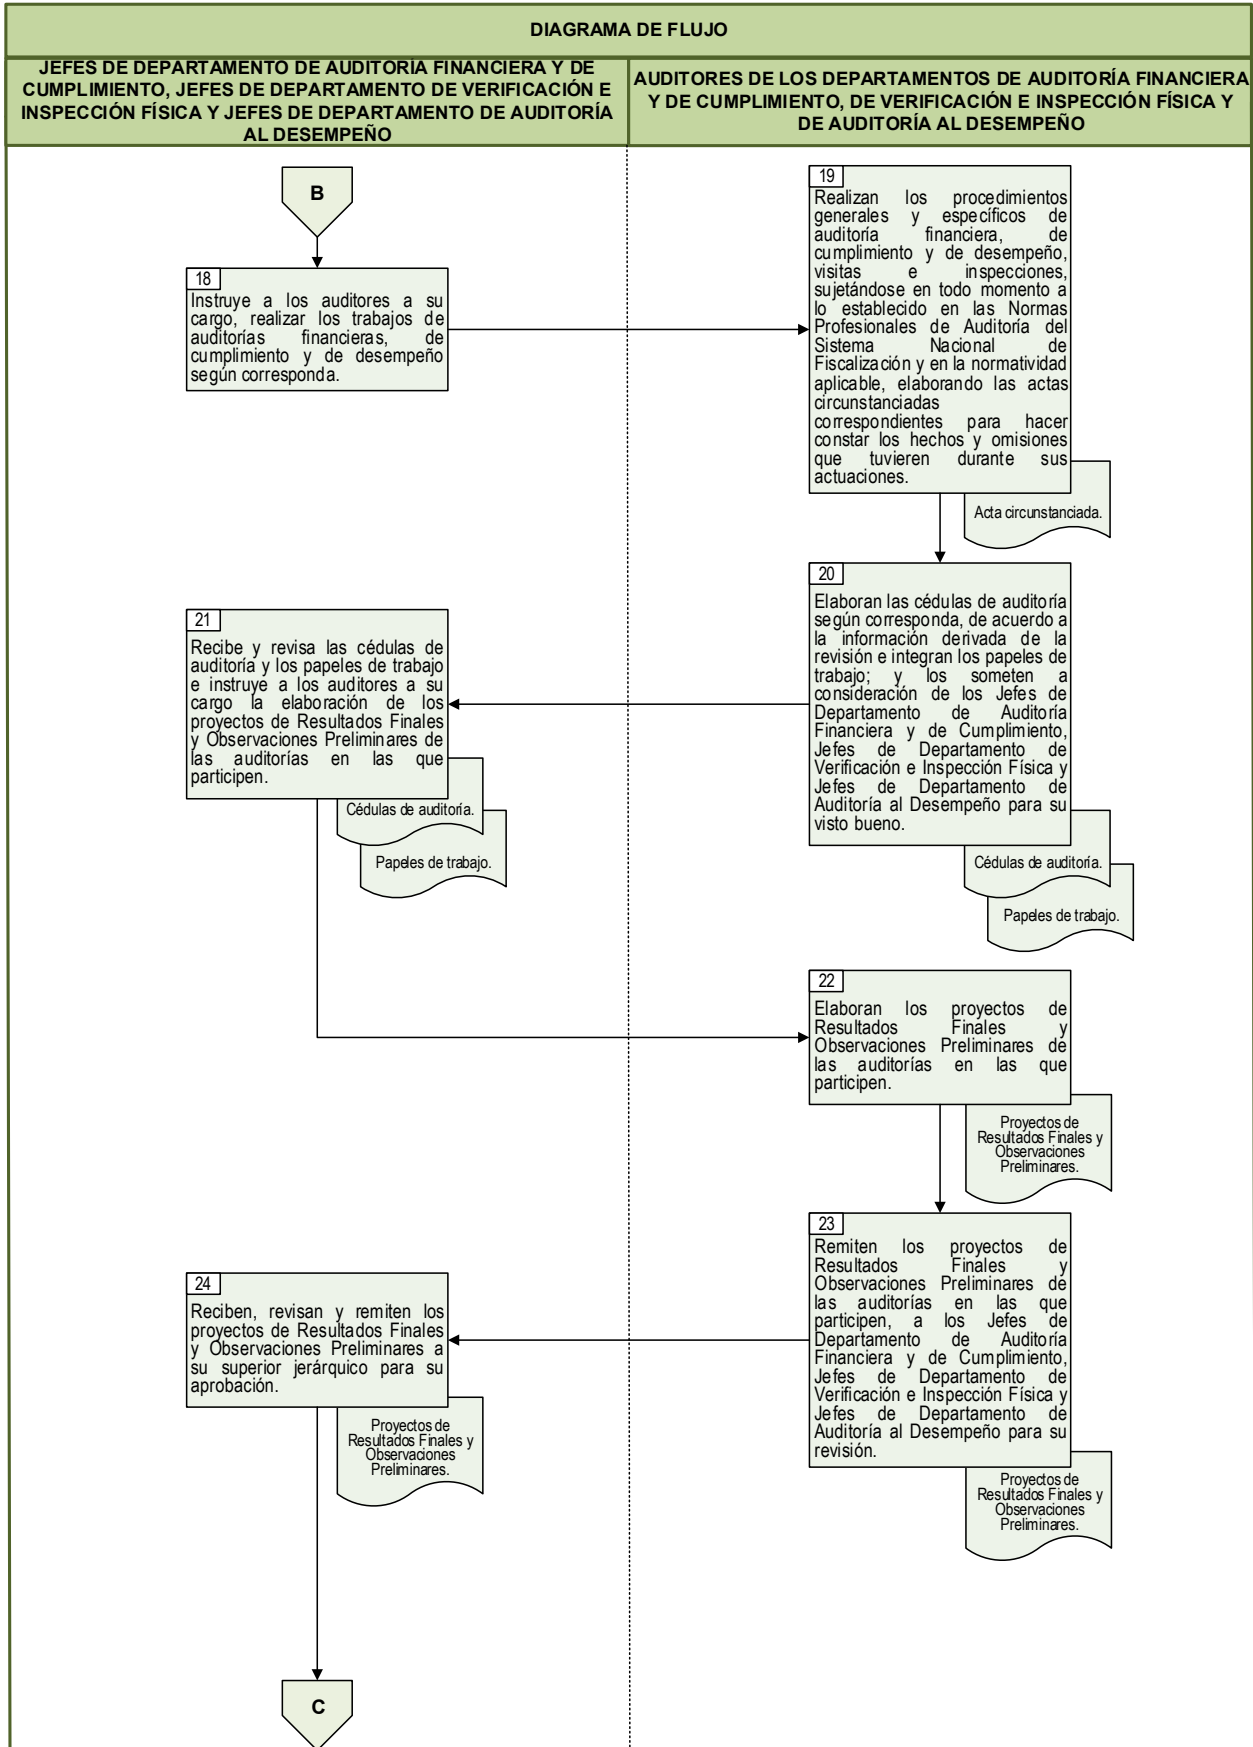 DIAGRAMA DE FLUJO
JEFES DE DEPARTAMENTO DE AUDITORÍA FINANCIERA Y DE
CUMPLIMIENTO, JEFES DE DEPARTAMENTO DE VERIFICACIÓN E
INSPECCIÓN FÍSICA Y JEFES DE DEPARTAMENTO DE AUDITORÍA
AL DESEMPEÑO
AUDITORES DE LOS DEPARTAMENTOS DE AUDITORÍA FINANCIERA
Y DE CUMPLIMIENTO, DE VERIFICACIÓN E INSPECCIÓN FÍSICA Y
DE AUDITORÍA AL DESEMPEÑO
B
18
Instruye a los auditores a su
cargo, realizar los trabajos de
auditorías financieras, de
cumplimiento y de desempeño
según corresponda.
19
Realizan los procedimientos
generales y específicos de
auditoría financiera, de
cumplimiento y de desempeño,
visitas e inspecciones,
sujetándose en todo momento a
lo establecido en las Normas
Profesionales de Auditoría del
Sistema Nacional de
Fiscalización y en la normatividad
aplicable, elaborando las actas
circunstanciadas
correspondientes para hacer
constar los hechos y omisiones
que tuvieren durante sus
actuaciones.
Acta circunstanciada.
20
Elaboran las cédulas de auditoría
según corresponda, de acuerdo a
la información derivada de la
revisión e integran los papeles de
trabajo; y los someten a
consideración de los Jefes de
Departamento de Auditoría
Financiera y de Cumplimiento,
Jefes de Departamento de
Verificación e Inspección Física y
Jefes de Departamento de
Auditoría al Desempeño para su
visto bueno.
Cédulas de auditoría.
Papeles de trabajo.
21
Recibe y revisa las cédulas de
auditoría y los papeles de trabajo
e instruye a los auditores a su
cargo la elaboración de los
proyectos de Resultados Finales
y Observaciones Preliminares de
las auditorías en las que
participen.
Cédulas de auditoría.
Papeles de trabajo.
22
Elaboran los proyectos de
Resultados Finales y
Observaciones Preliminares de
las auditorías en las que
participen.
Proyectos de
Resultados Finales y
Observaciones
Preliminares.
23
Remiten los proyectos de
Resultados Finales y
Observaciones Preliminares de
las auditorías en las que
participen, a los Jefes de
Departamento de Auditoría
Financiera y de Cumplimiento,
Jefes de Departamento de
Verificación e Inspección Física y
Jefes de Departamento de
Auditoría al Desempeño para su
revisión.
Proyectos de
Resultados Finales y
Observaciones
Preliminares.
24
Reciben, revisan y remiten los
proyectos de Resultados Finales
y Observaciones Preliminares a
su superior jerárquico para su
aprobación.
Proyectos de
Resultados Finales y
Observaciones
Preliminares.
C